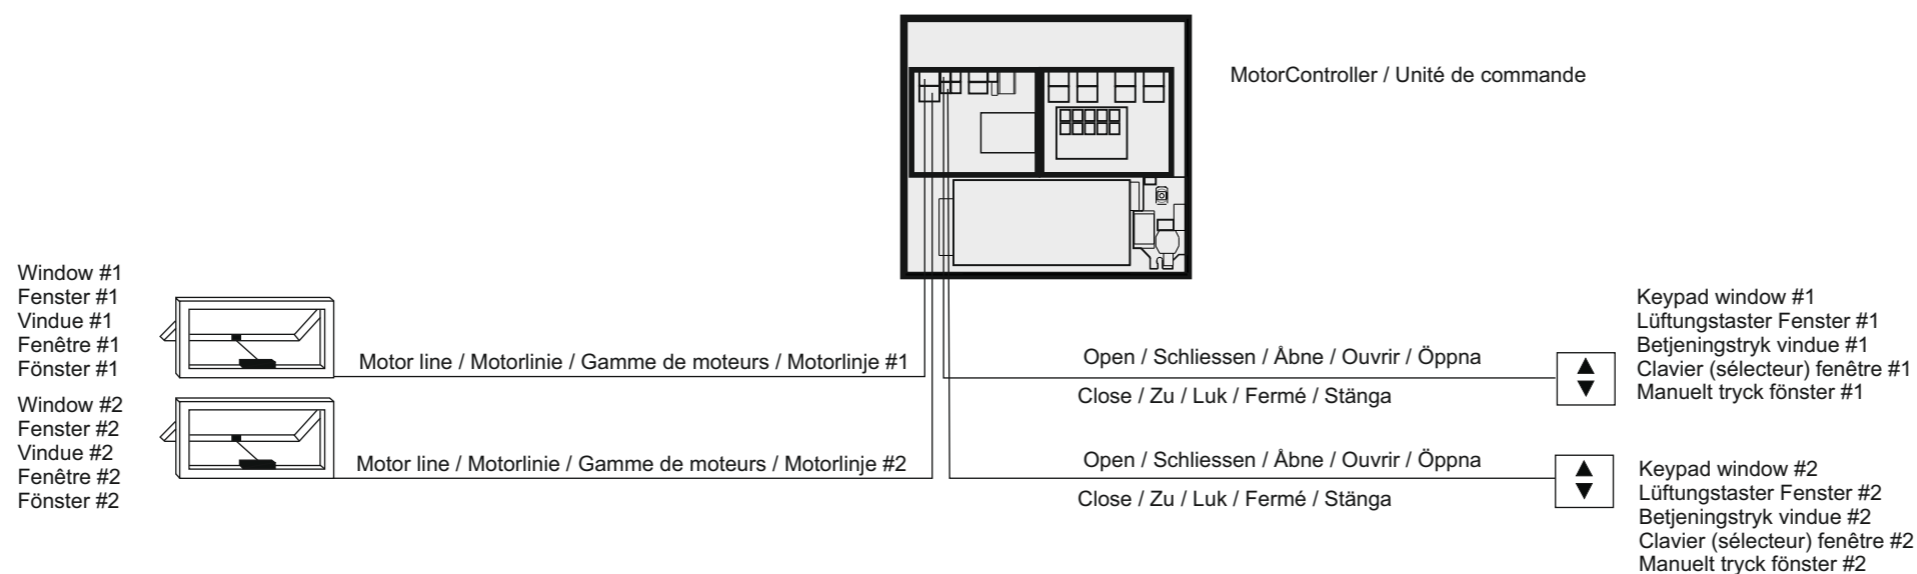 MotorController / Unité de commande
Window #1
Fenster #1
Vindue #1
Fenêtre #1
Fönster #1
Motor line / Motorlinie / Gamme de moteurs / Motorlinje #1
Open / Schliessen / Åbne / Ouvrir / Öppna
Close / Zu / Luk / Fermé / Stänga
Keypad window #1
Lüftungstaster Fenster #1
Betjeningstryk vindue #1
Clavier (sélecteur) fenêtre #1
Manuelt tryck fönster #1
Window #2
Fenster #2
Vindue #2
Fenêtre #2
Fönster #2
Motor line / Motorlinie / Gamme de moteurs / Motorlinje #2
Open / Schliessen / Åbne / Ouvrir / Öppna
Close / Zu / Luk / Fermé / Stänga
Keypad window #2
Lüftungstaster Fenster #2
Betjeningstryk vindue #2
Clavier (sélecteur) fenêtre #2
Manuelt tryck fönster #2